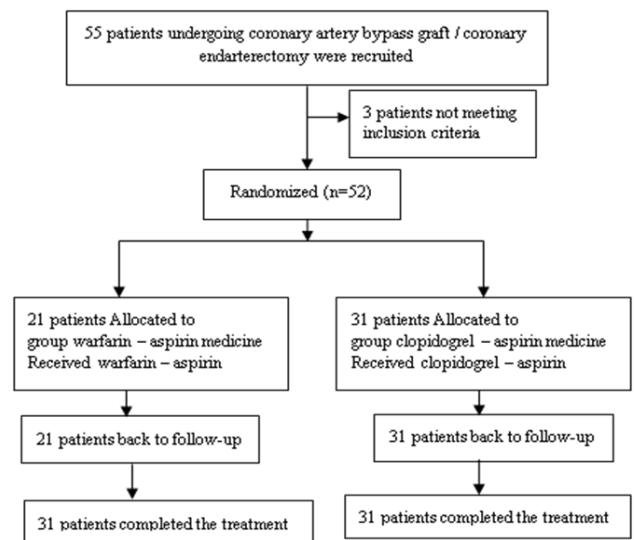 55 patients undergoing coronary artery bypass graft / coronary
endarterectomy were recruited
3 patients not meeting
inclusion criteria
Randomized (n=52)
21 patients Allocated to
group warfarin – aspirin medicine
Received warfarin – aspirin
31 patients Allocated to
group clopidogrel – aspirin medicine
Received clopidogrel – aspirin
21 patients back to follow-up
31 patients back to follow-up
31 patients completed the treatment
31 patients completed the treatment